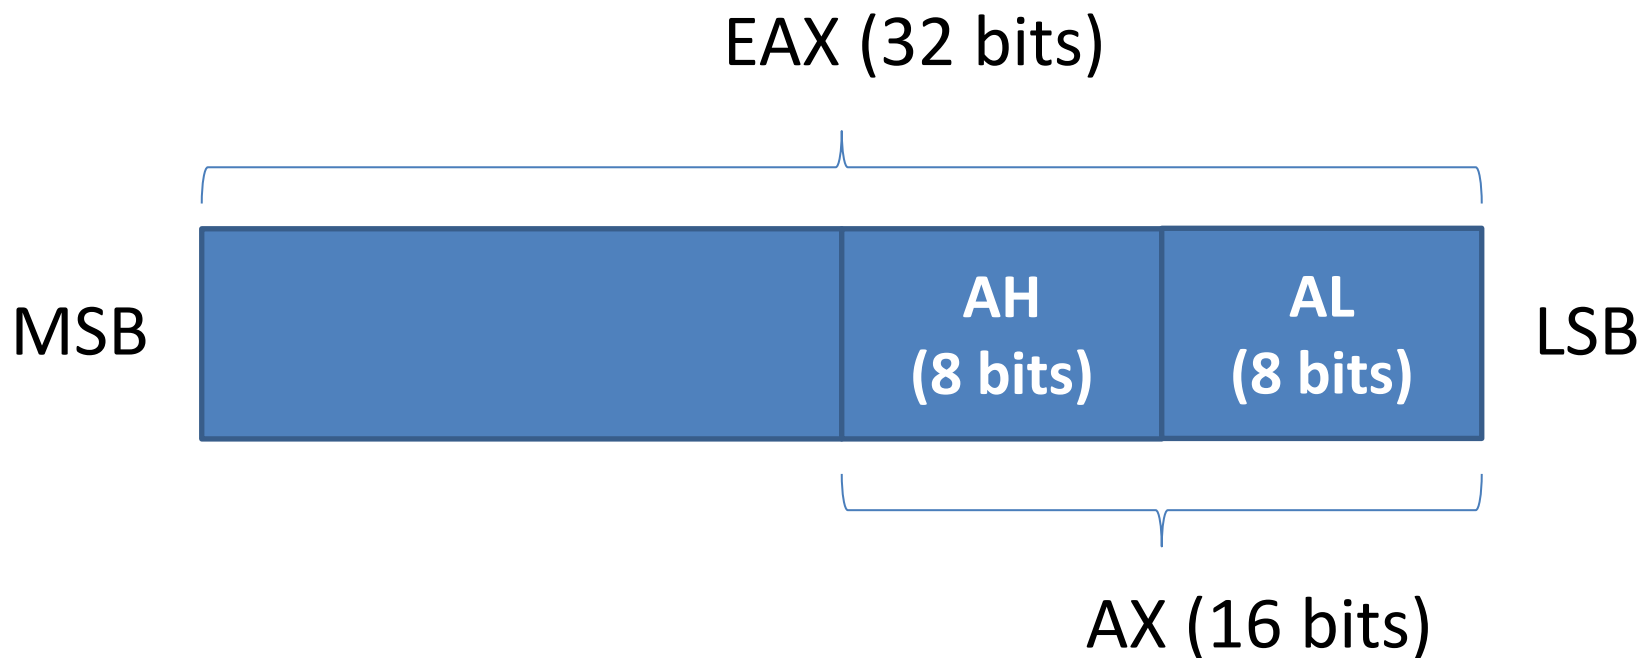 EAX (32 bits)
MSB
AH
(8 bits)
AL
(8 bits)
LSB
AX (16 bits)